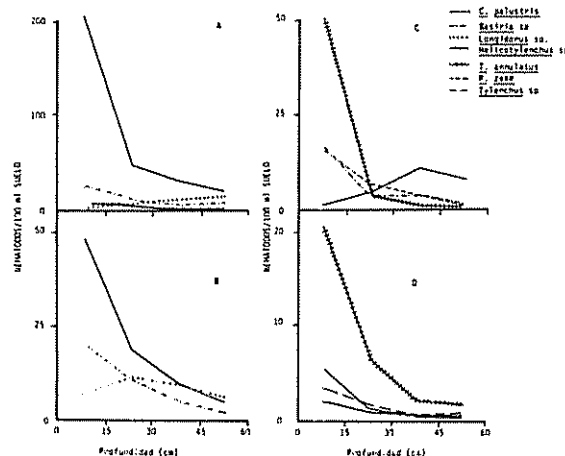 A
200
100
0
NEMATODOS/100 ml SUELO
B
50
25
0
0 15 30 45 60
Profundidad (cm)
C
50
25
0
D
20
10
0
0 15 30 45 60
Profundidad (cm)
NEMATODOS/100 ml SUELO
C. palustris
Basiria sp
Longidorus sp.
Helicotylenchus s
T. annulatus
R. zeae
Tylenchus sp